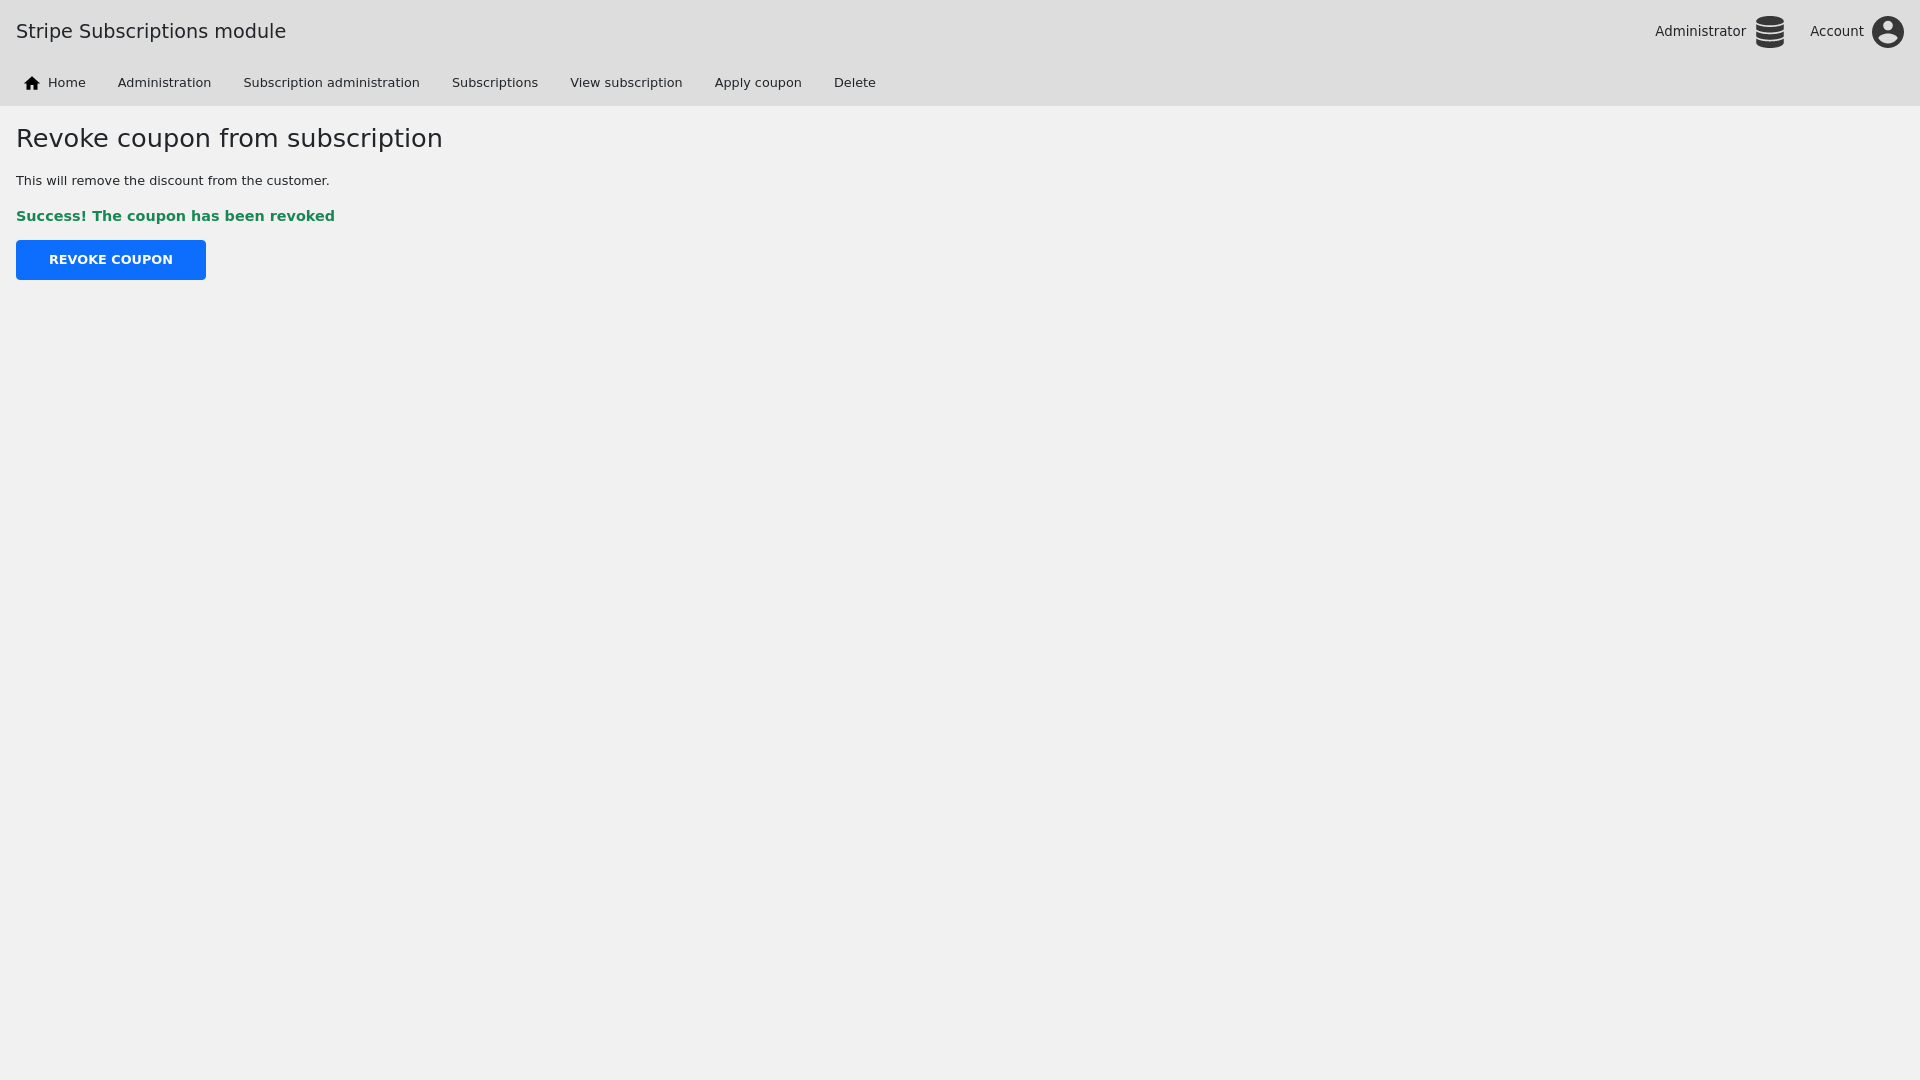 Stripe Subscriptions module
Administrator
Account
Home
Administration
Subscription administration
Subscriptions
View subscription
Apply coupon
Delete
Revoke coupon from subscription
This will remove the discount from the customer.
Success! The coupon has been revoked
REVOKE COUPON